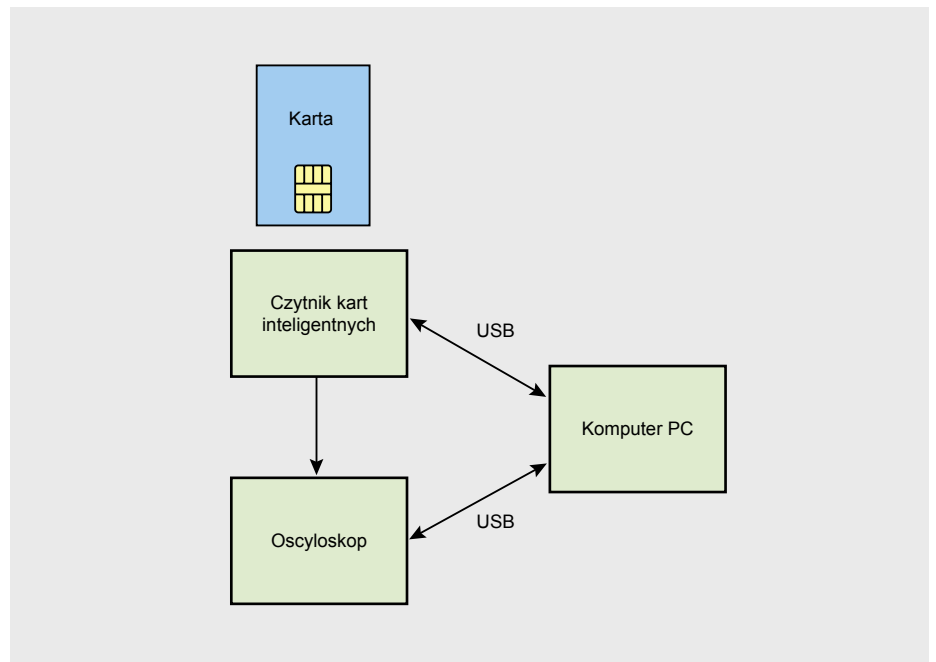 Karta
Czytnik kart
inteligentnych
USB
Komputer PC
USB
Oscyloskop